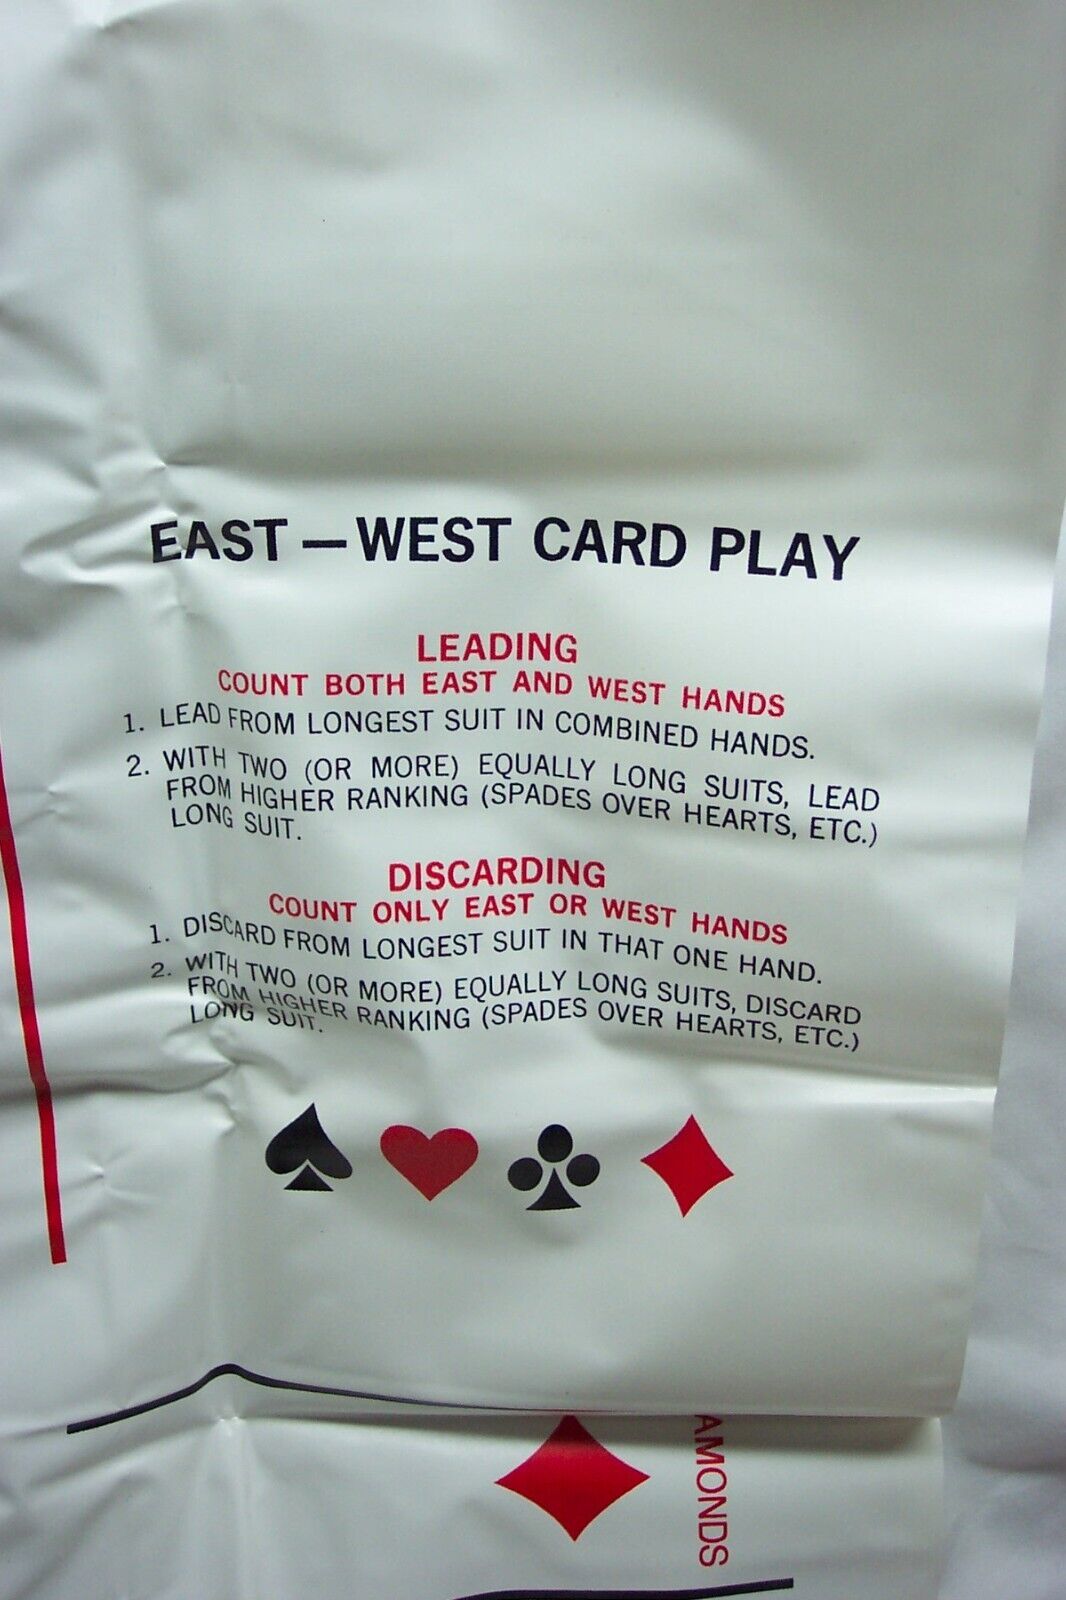 EAST — WEST CARD PLAY
LEADING
COUNT BOTH EAST AND WEST HANDS
1. LEAD FROM LONGEST SUIT IN COMBINED HANDS.
2. WITH TWO (OR MORE) EQUALLY LONG SUITS, LEAD
FROM HIGHER RANKING (SPADES OVER HEARTS, ETC.)
LONG SUIT.
DISCARDING
COUNT ONLY EAST OR WEST HANDS
1. DISCARD FROM LONGEST SUIT IN THAT ONE HAND.
2. WITH TWO (OR MORE) EQUALLY LONG SUITS, DISCARD
FROM HIGHER RANKING (SPADES OVER HEARTS, ETC.)
LONG SUIT.
AMONDS